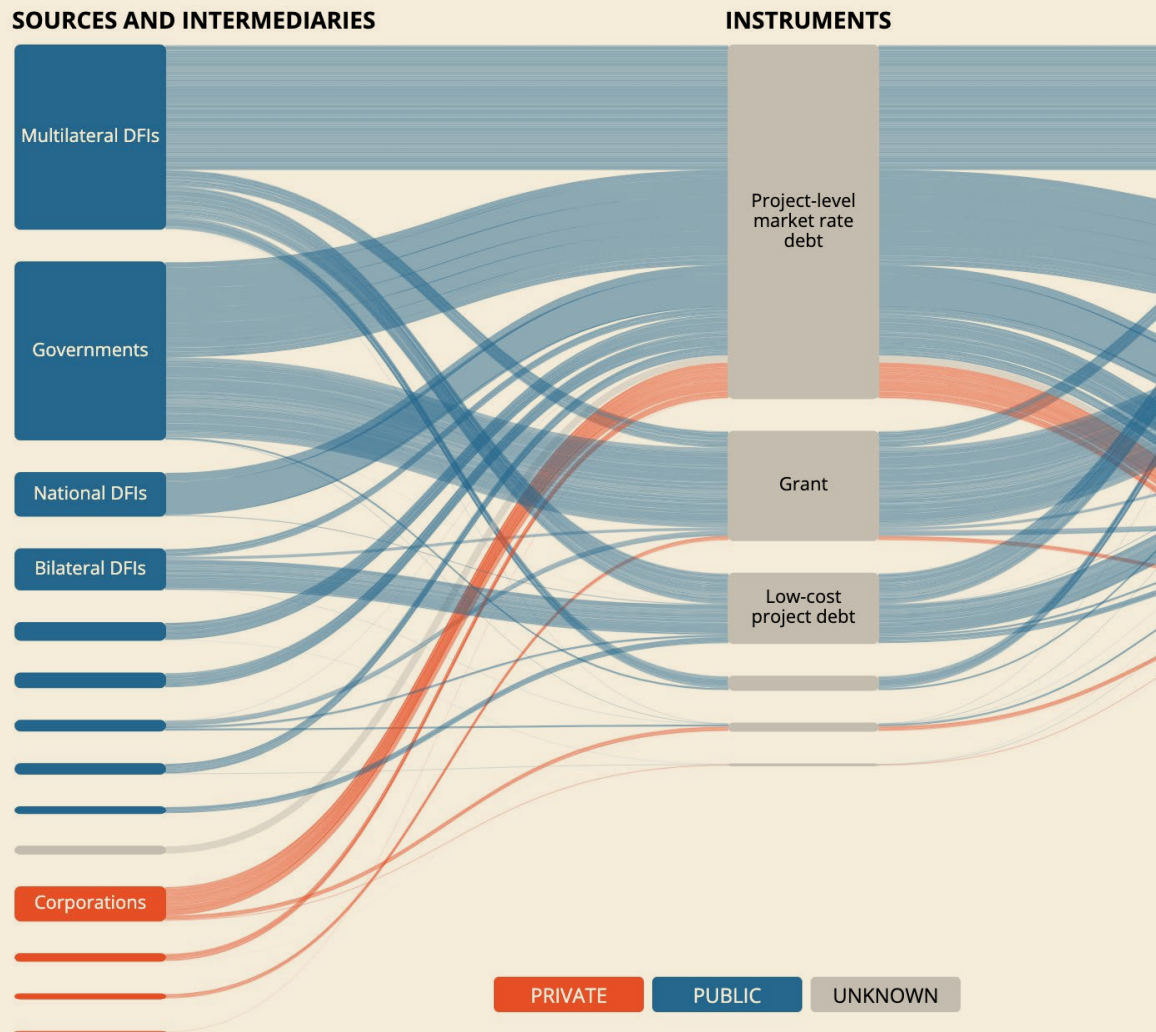 SOURCES AND INTERMEDIARIES
INSTRUMENTS
Multilateral DFIs
Governments
National DFIs
Bilateral DFIs
Corporations
Project-level
market rate
debt
Grant
Low-cost
project debt
PRIVATE
PUBLIC
UNKNOWN